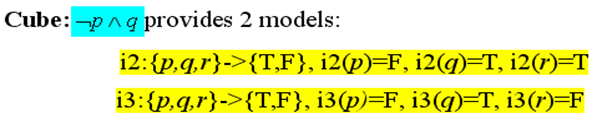 Cube: ¬p ∧ q provides 2 models:
i2:{p,q,r}->{T,F}, i2(p)=F, i2(q)=T, i2(r)=T
i3:{p,q,r}->{T,F}, i3(p)=F, i3(q)=T, i3(r)=F